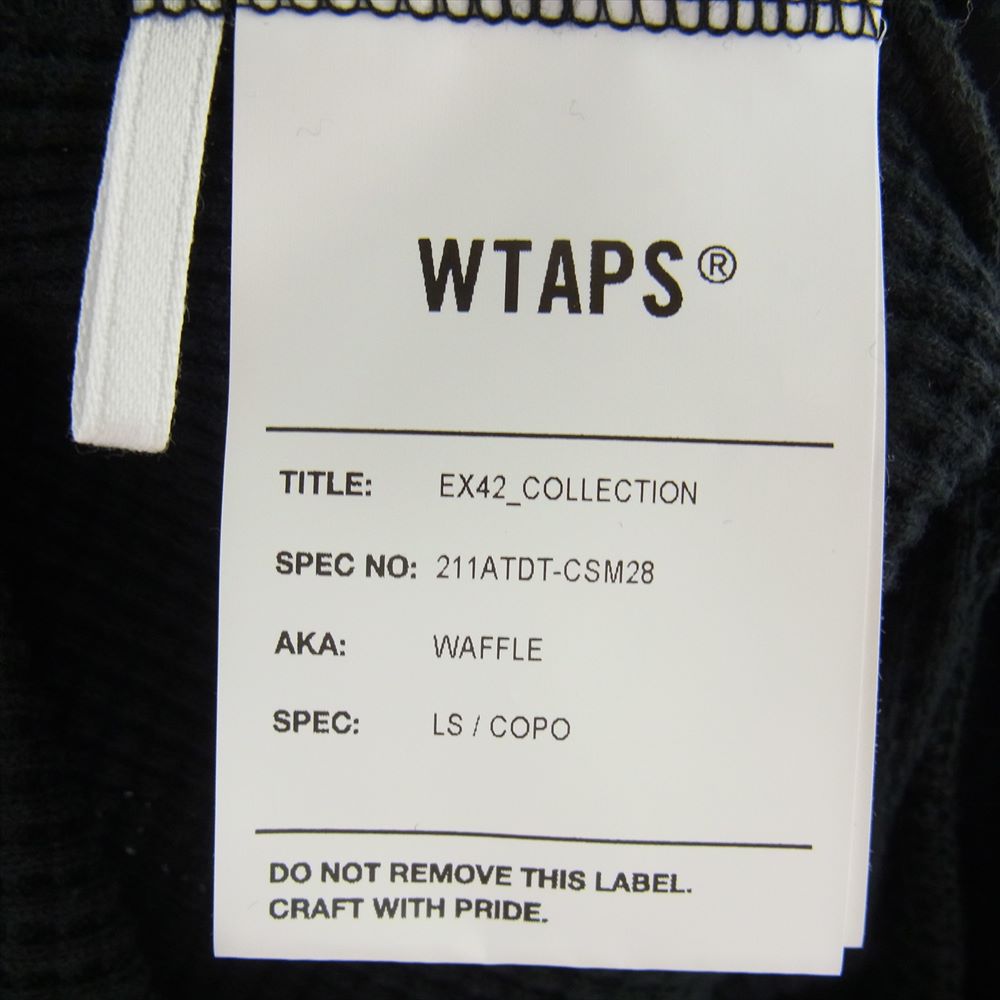 WTAPS®
TITLE: EX42_COLLECTION
SPEC NO: 211ATDT-CSM28
AKA: WAFFLE
SPEC: LS / COPO
DO NOT REMOVE THIS LABEL.
CRAFT WITH PRIDE.